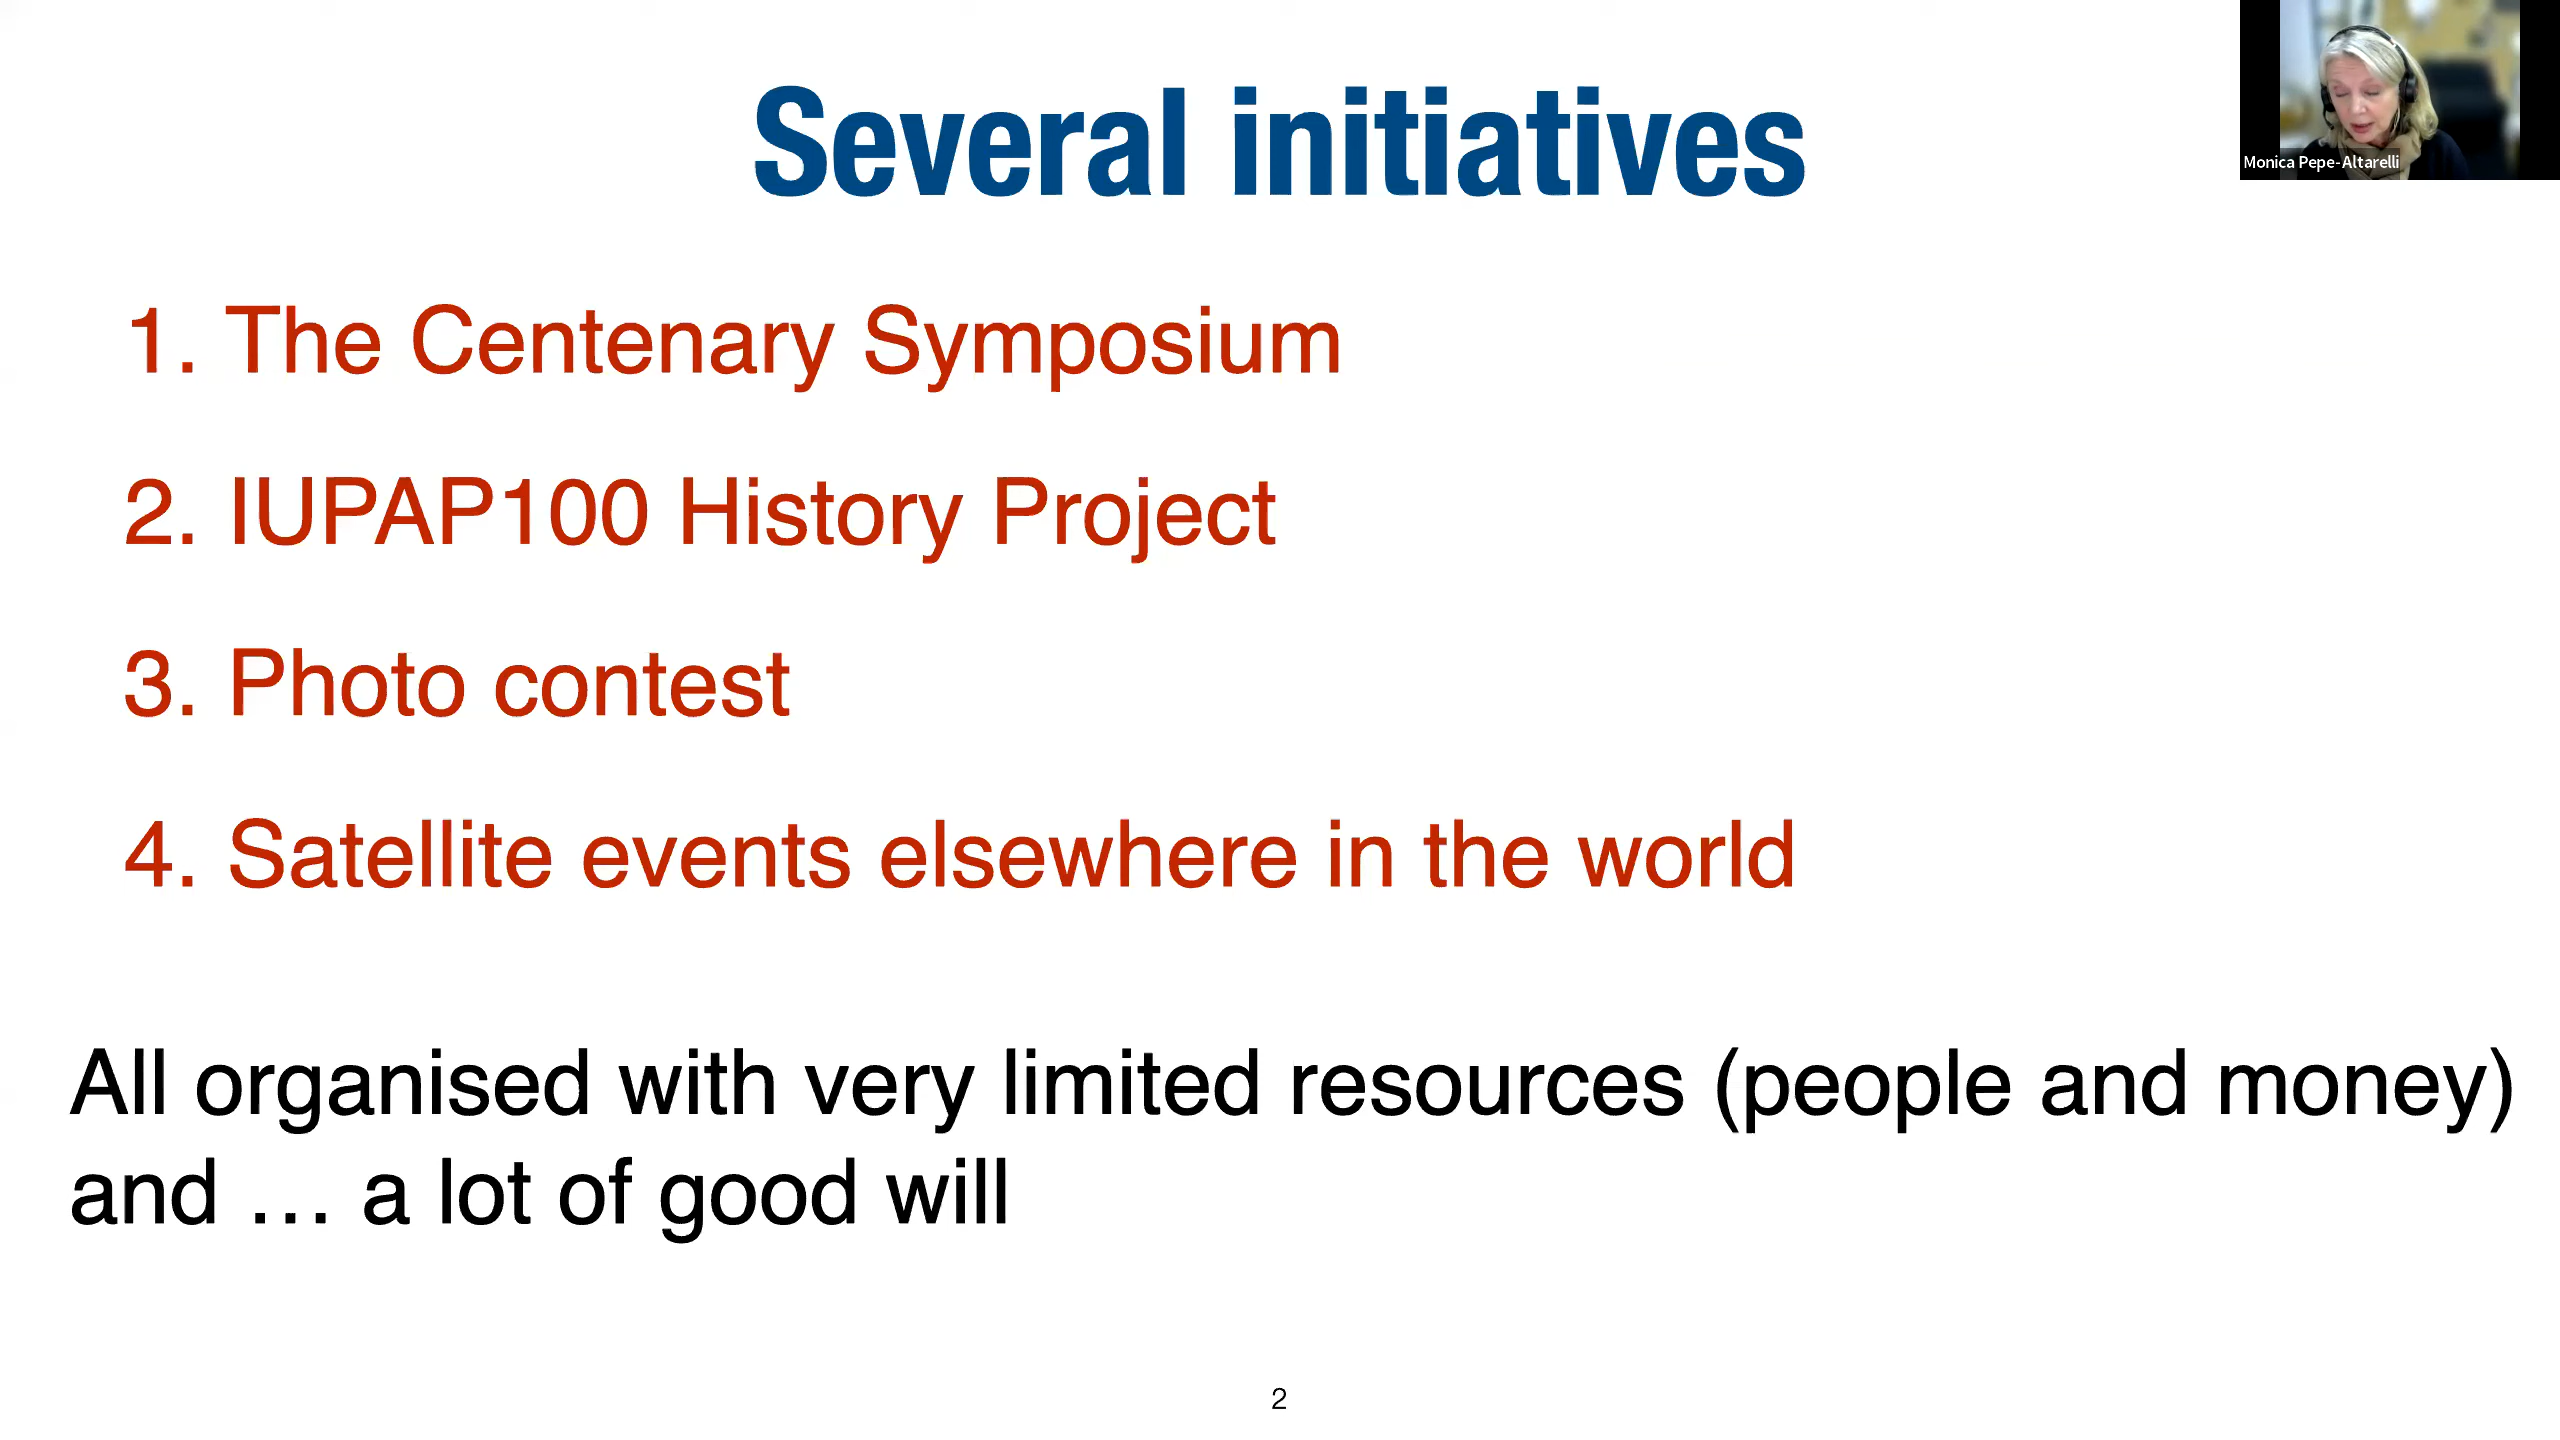 Several initiatives
Monica Pepe-Altarelli
1. The Centenary Symposium
2. IUPAP100 History Project
3. Photo contest
4. Satellite events elsewhere in the world
All organised with very limited resources (people and money)
and … a lot of good will
2